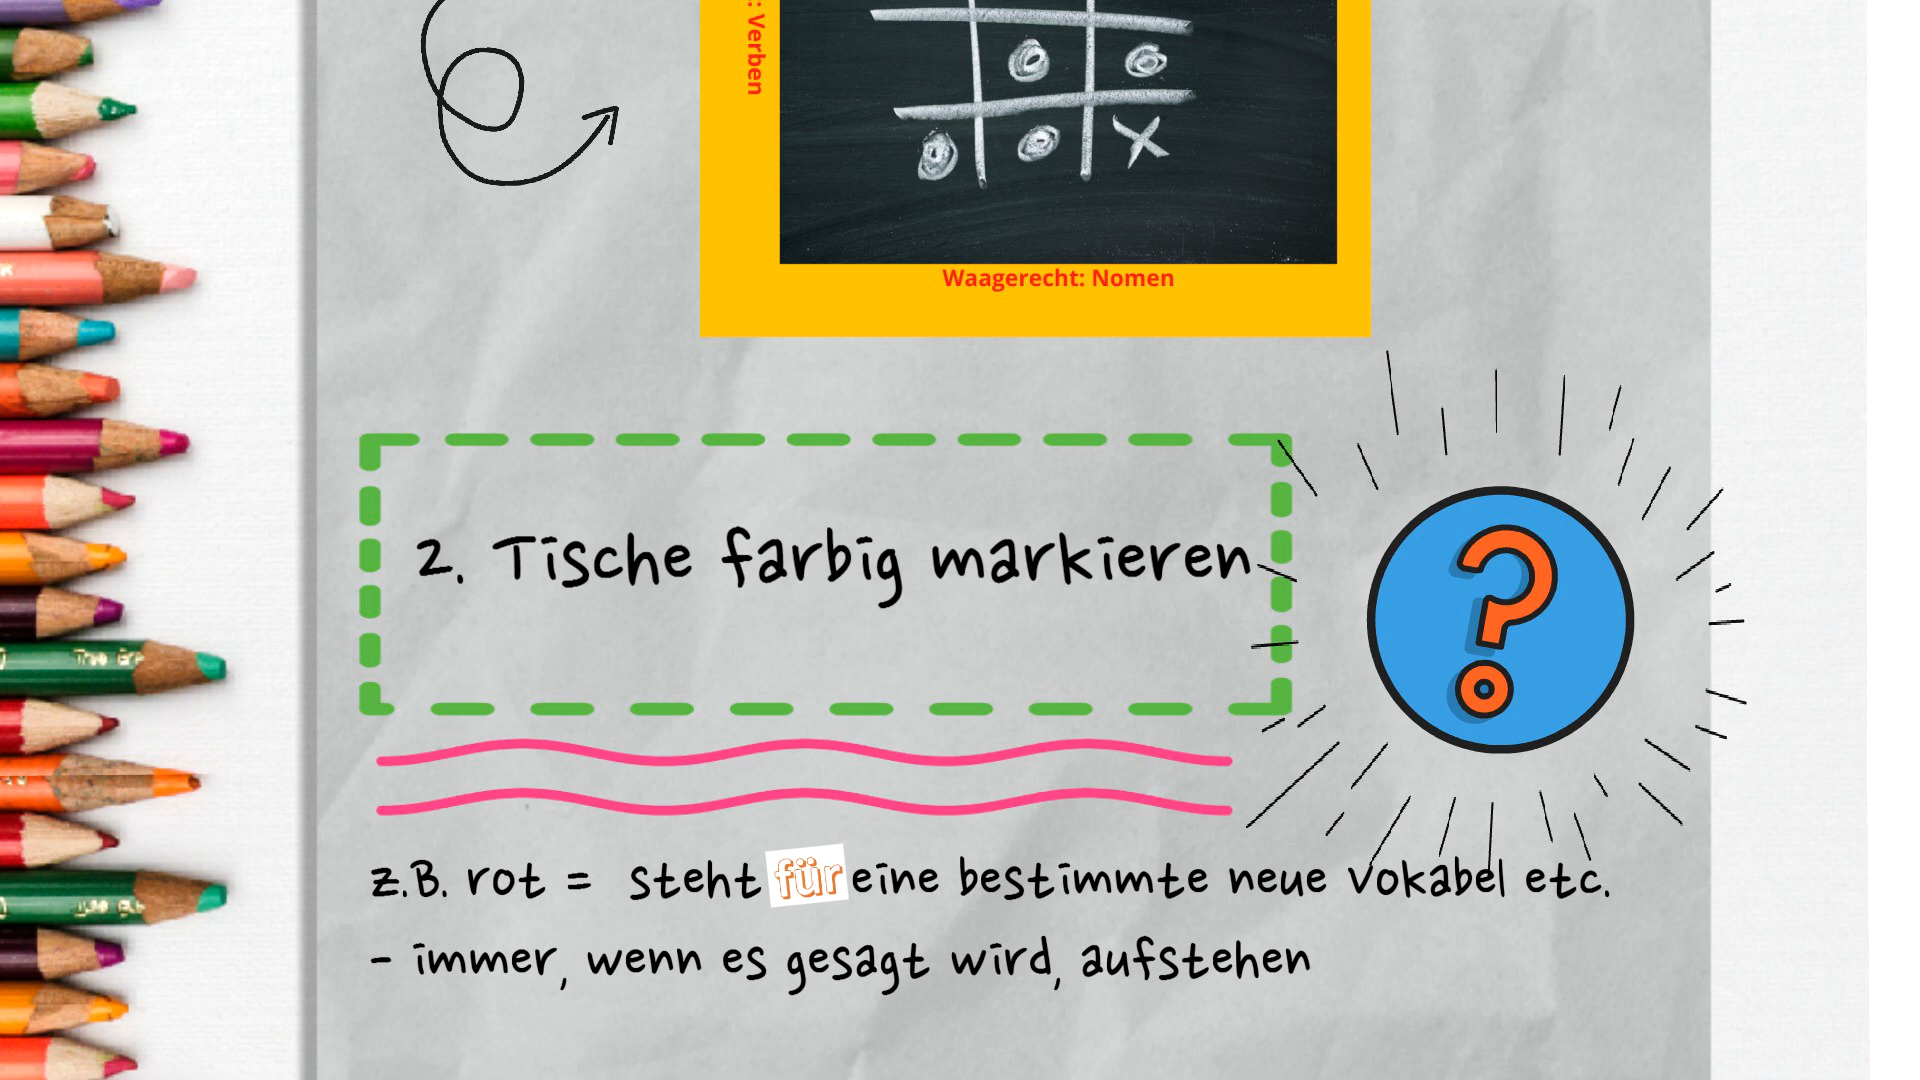 : Verben
Waagerecht: Nomen
2. Tische farbig markieren
z.B. rot = steht für eine bestimmte neue Vokabel etc.
- immer, wenn es gesagt wird, aufstehen